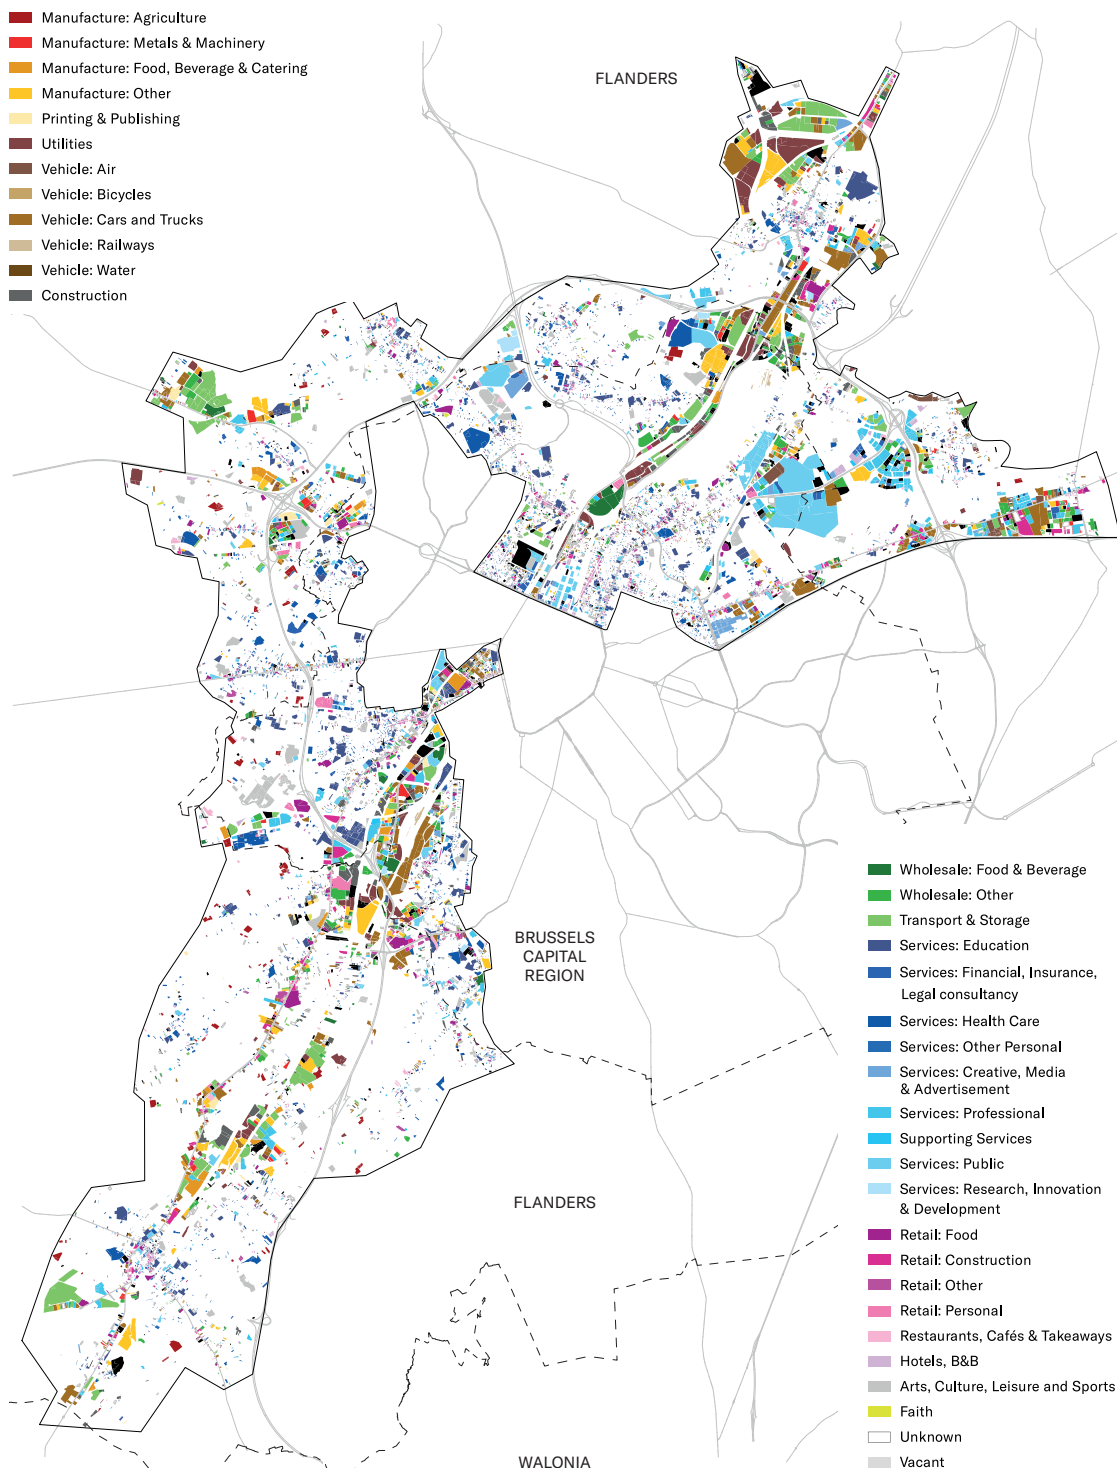 Manufacture: Agriculture
Manufacture: Metals & Machinery
Manufacture: Food, Beverage & Catering
Manufacture: Other
Printing & Publishing
Utilities
Vehicle: Air
Vehicle: Bicycles
Vehicle: Cars and Trucks
Vehicle: Railways
Vehicle: Water
Construction
FLANDERS
BRUSSELS
CAPITAL
REGION
FLANDERS
WALONIA
Wholesale: Food & Beverage
Wholesale: Other
Transport & Storage
Services: Education
Services: Financial, Insurance,
Legal consultancy
Services: Health Care
Services: Other Personal
Services: Creative, Media
& Advertisement
Services: Professional
Supporting Services
Services: Public
Services: Research, Innovation
& Development
Retail: Food
Retail: Construction
Retail: Other
Retail: Personal
Restaurants, Cafés & Takeaways
Hotels, B&B
Arts, Culture, Leisure and Sports
Faith
Unknown
Vacant